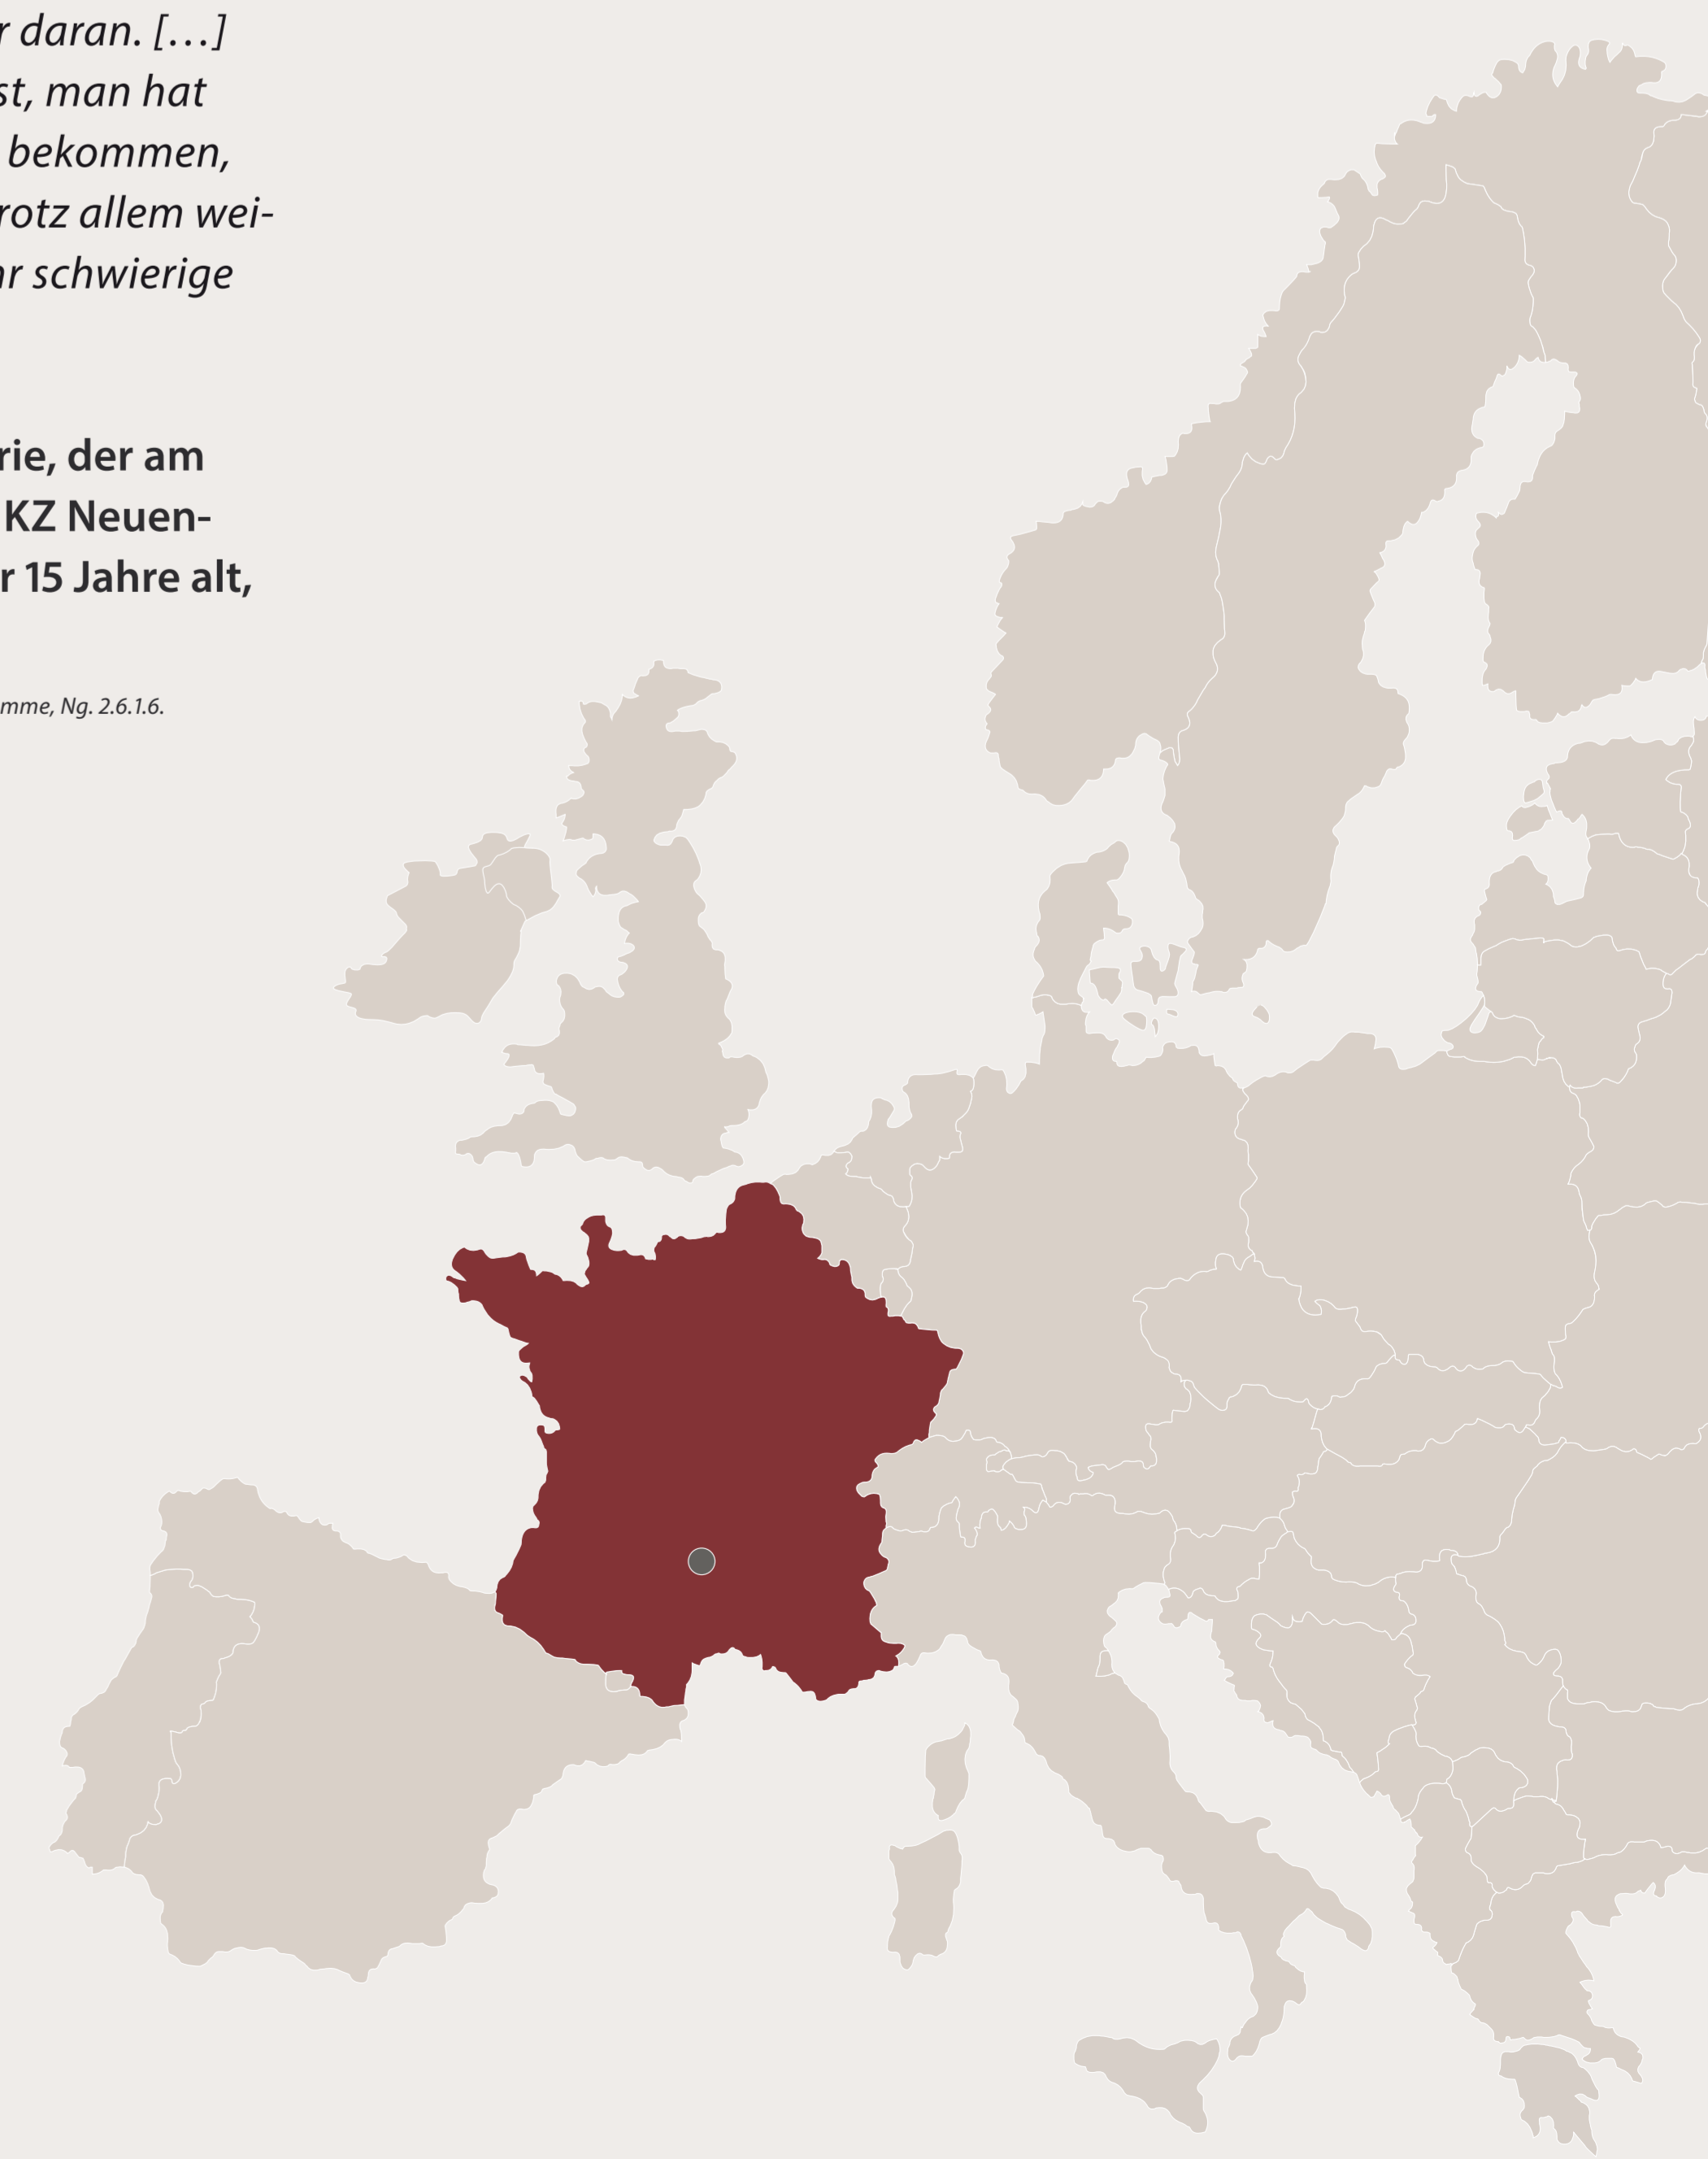 r daran. […]
st, man hat
bekommen,
rotz allem wei-
hr schwierige
rie, der am
KZ Neuen-
r 15 Jahre alt,
mme, Ng. 2.6.1.6.